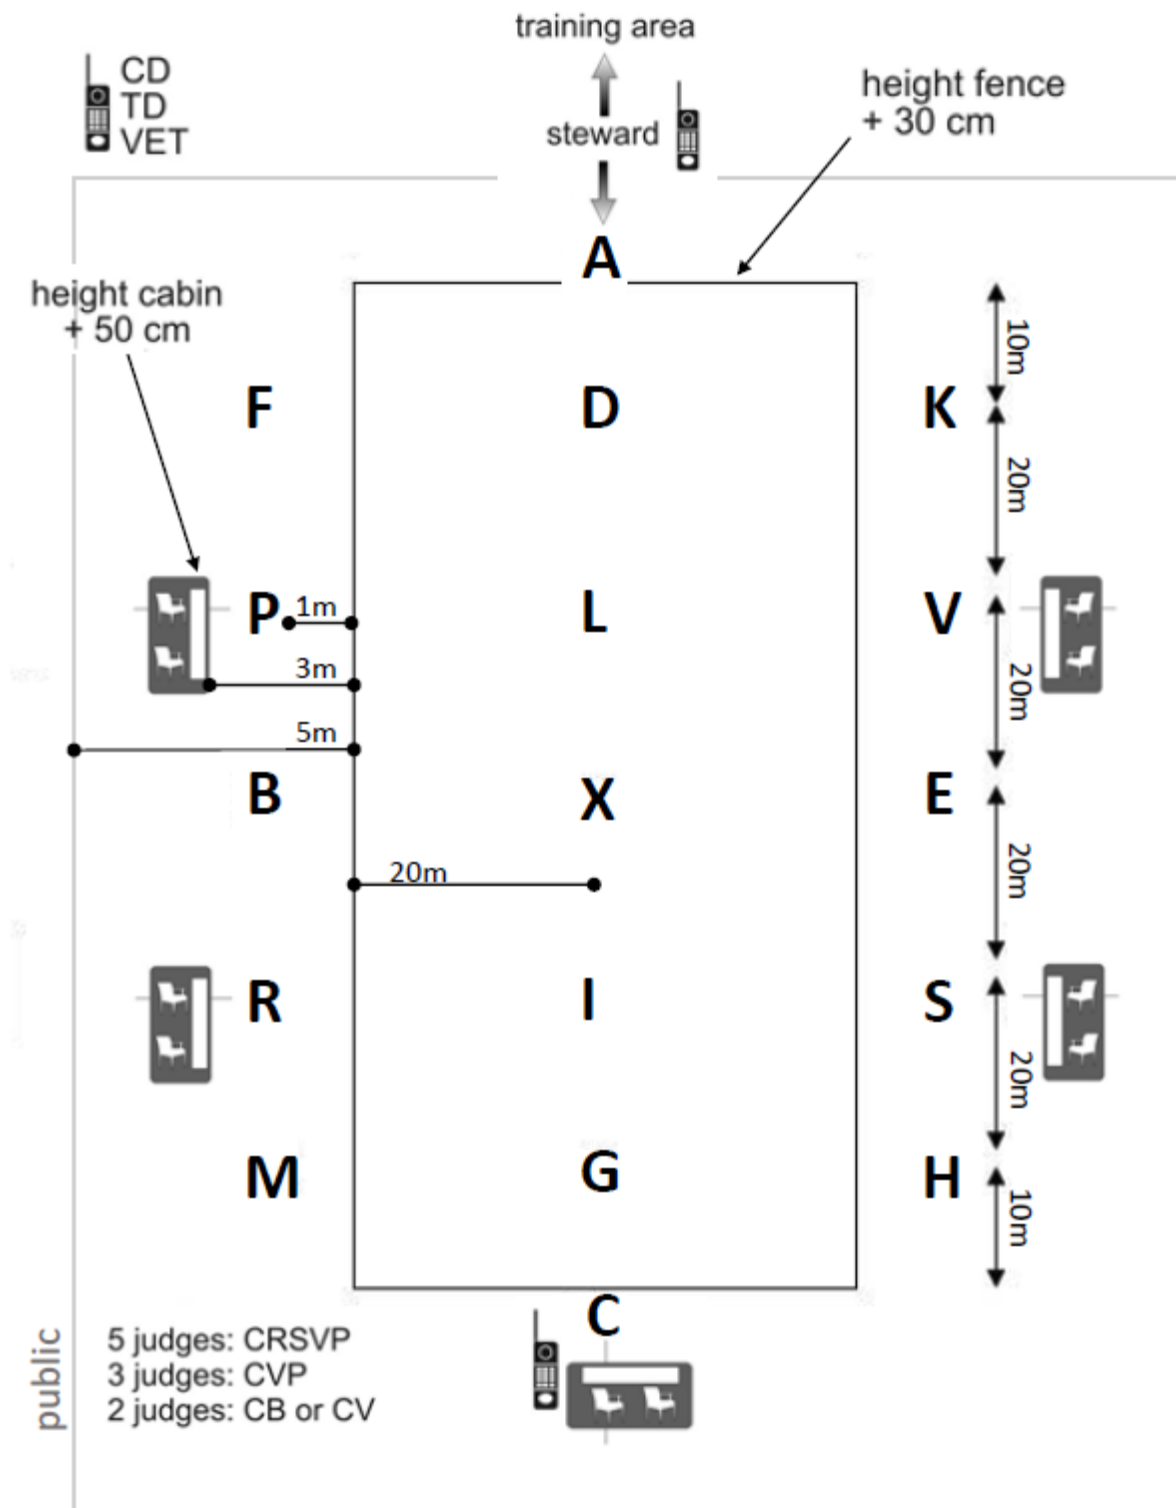 training area
CD
TD
VET
height fence
+ 30 cm
steward
A
height cabin
+ 50 cm
10m
F
D
K
20m
P
1m
L
V
3m
20m
5m
B
X
E
20m
20m
R
I
S
20m
M
G
H
10m
C
public
5 judges: CRSVP
3 judges: CVP
2 judges: CB or CV